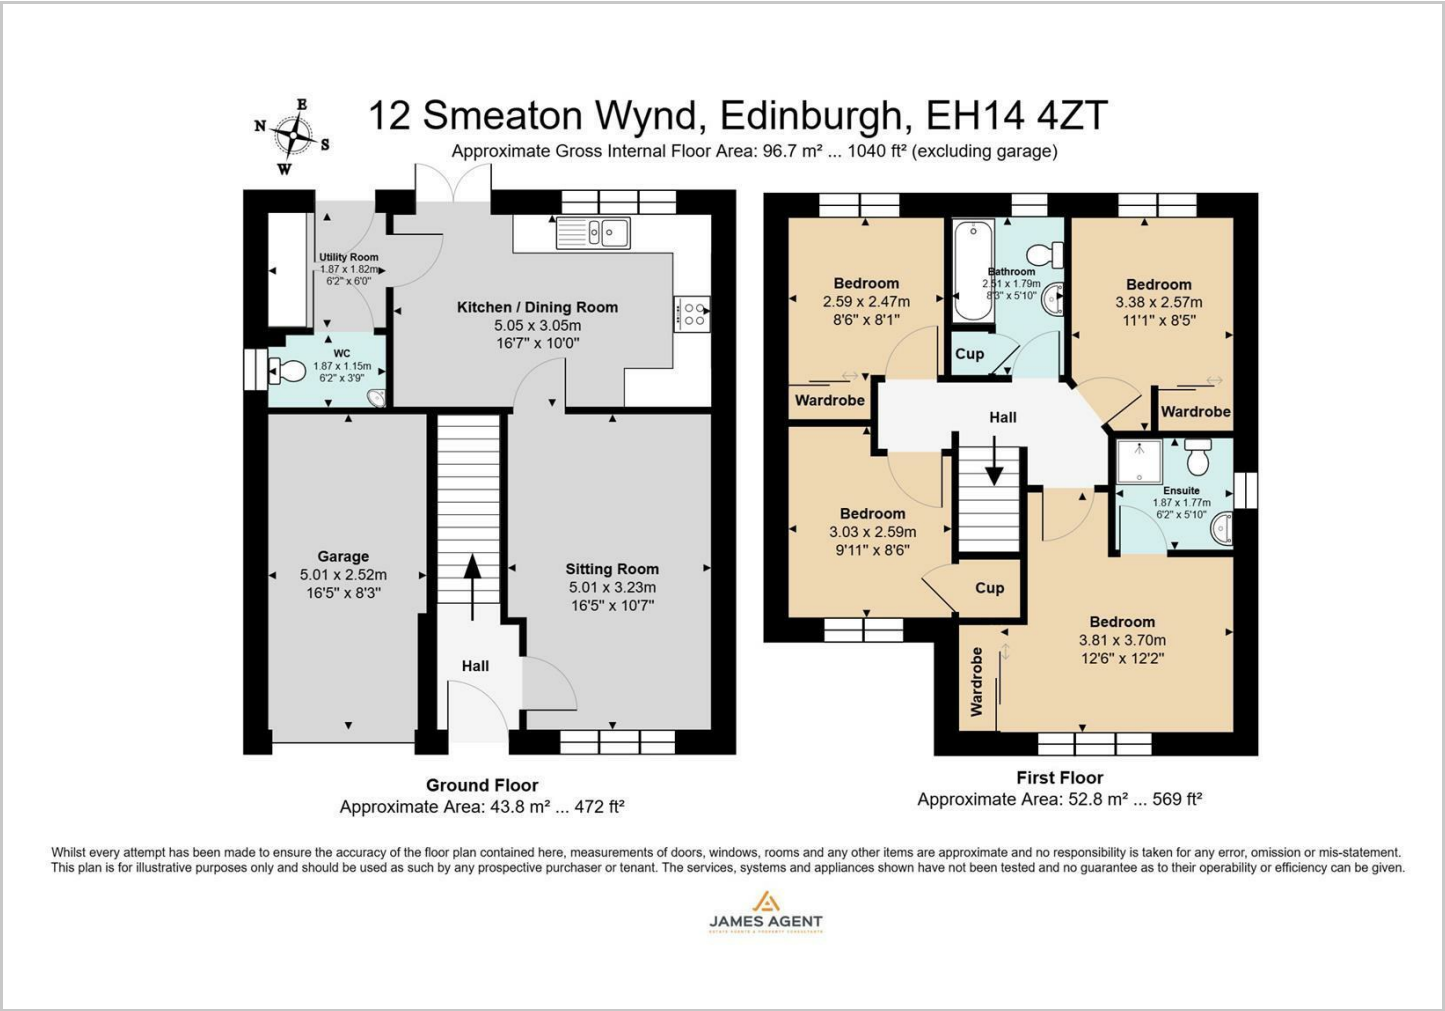 12 Smeaton Wynd, Edinburgh, EH14 4ZT
Approximate Gross Internal Floor Area: 96.7 m² ... 1040 ft² (excluding garage)
E
N
S
W
Utility Room
1.87 x 1.82m
6'2" x 6'0"
Kitchen / Dining Room
5.05 x 3.05m
16'7" x 10'0"
WC
1.87 x 1.15m
6'2" x 3'9"
Garage
5.01 x 2.52m
16'5" x 8'3"
Sitting Room
5.01 x 3.23m
16'5" x 10'7"
Hall
Ground Floor
Approximate Area: 43.8 m² ... 472 ft²
Bedroom
2.59 x 2.47m
8'6" x 8'1"
Wardrobe
Bathroom
2.51 x 1.79m
8'3" x 5'10"
Cup
Bedroom
3.38 x 2.57m
11'1" x 8'5"
Wardrobe
Hall
Ensuite
1.87 x 1.77m
6'2" x 5'10"
Bedroom
3.03 x 2.59m
9'11" x 8'6"
Cup
Bedroom
3.81 x 3.70m
12'6" x 12'2"
Wardrobe
First Floor
Approximate Area: 52.8 m² ... 569 ft²
Whilst every attempt has been made to ensure the accuracy of the floor plan contained here, measurements of doors, windows, rooms and any other items are approximate and no responsibility is taken for any error, omission or mis-statement.
This plan is for illustrative purposes only and should be used as such by any prospective purchaser or tenant. The services, systems and appliances shown have not been tested and no guarantee as to their operability or efficiency can be given.
JAMES AGENT
ESTATE AGENTS & PROPERTY CONSULTANTS